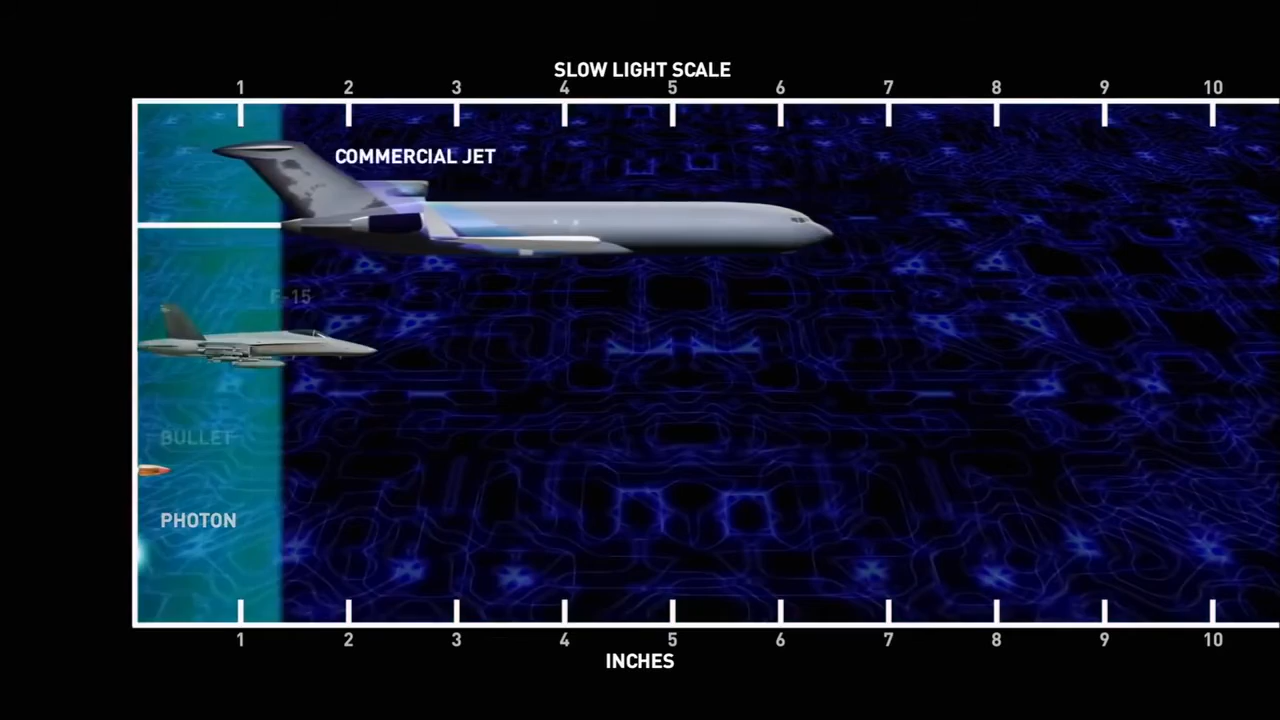 SLOW LIGHT SCALE
1 2 3 4 5 6 7 8 9 10
COMMERCIAL JET
F-15
BULLET
PHOTON
1 2 3 4 5 6 7 8 9 10
INCHES